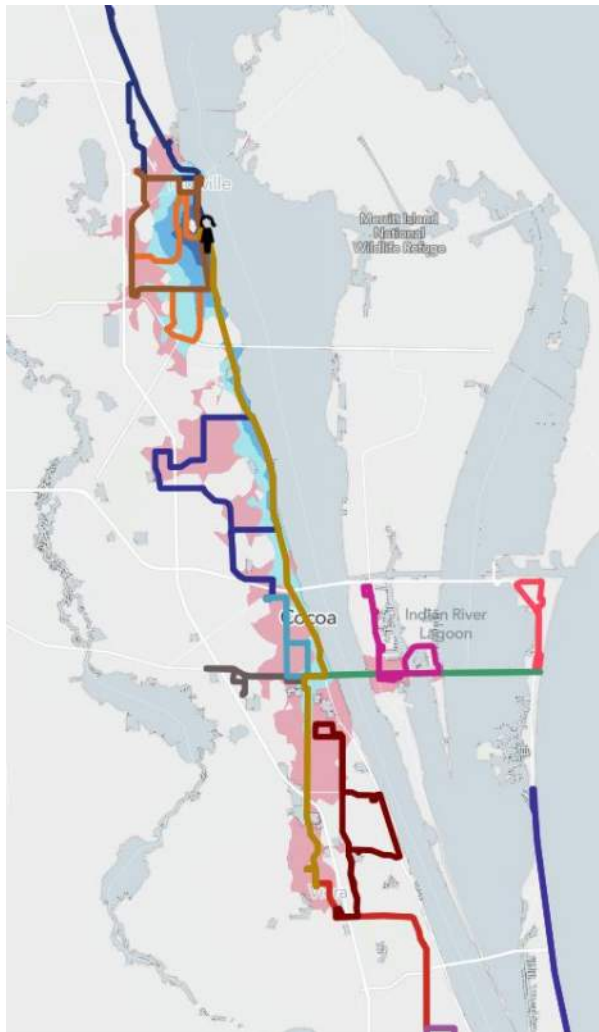 Merritt Island
National
Wildlife Refuge
Cocoa
Indian River
Lagoon